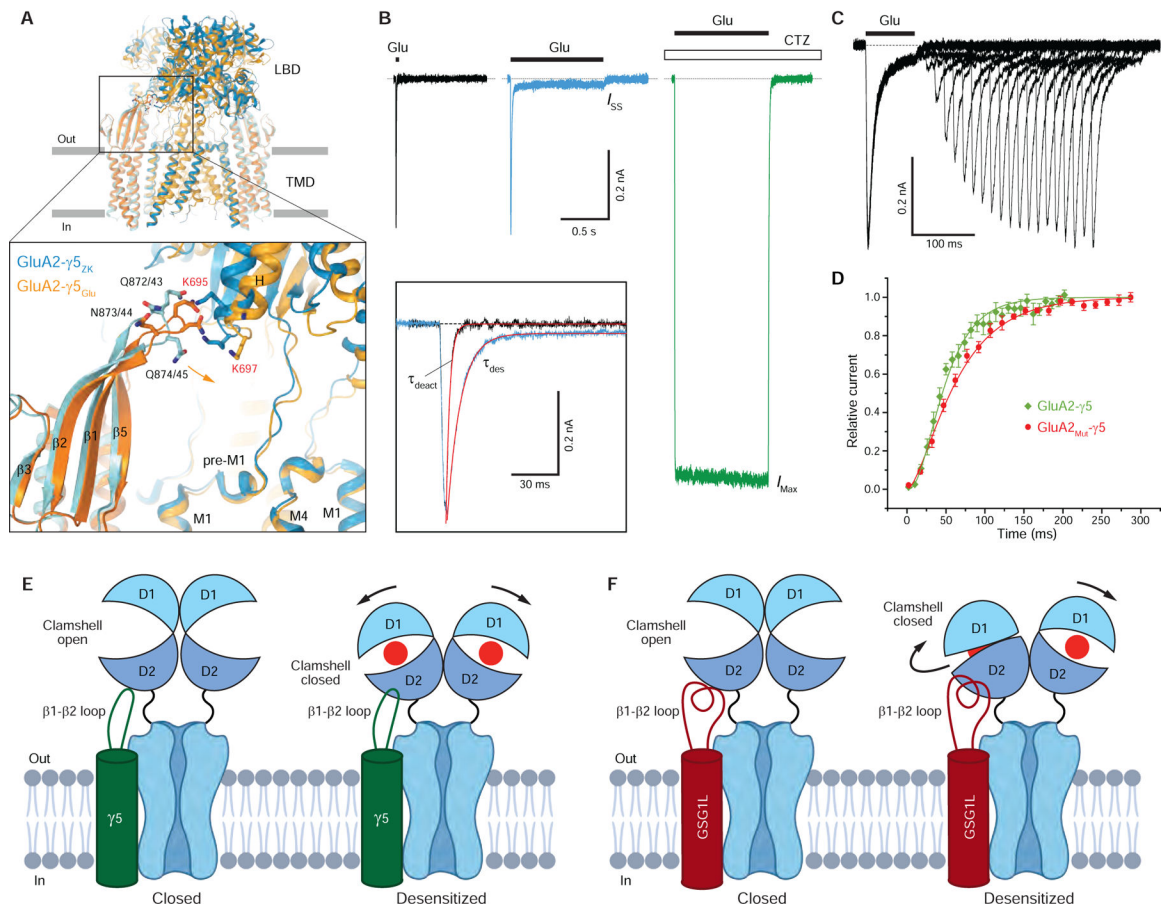 A
LBD
Out
TMD
In
GluA2-γ5ZK
GluA2-γ5Glu
Q872/43
K695
H
N873/44
Q874/45
K697
β3
β2
β1
β5
pre-M1
M1
M4
M1
B
Glu
Glu
ISS
0.2 nA
0.5 s
Glu
CTZ
IMax
τdeact
τdes
0.2 nA
30 ms
C
Glu
0.2 nA
100 ms
D
Relative current
1.0
0.8
0.6
0.4
0.2
0.0
GluA2-γ5
GluA2Mut-γ5
0 50 100 150 200 250 300
Time (ms)
E
D1 D1
Clamshell
open
D2 D2
β1-β2 loop
Out
γ5
In
Closed
D1 D1
Clamshell
closed
D2 D2
β1-β2 loop
γ5
Desensitized
F
D1 D1
Clamshell
open
D2 D2
β1-β2 loop
Out
GSG1L
In
Closed
Clamshell
closed
D1 D1
D2 D2
β1-β2 loop
GSG1L
Desensitized